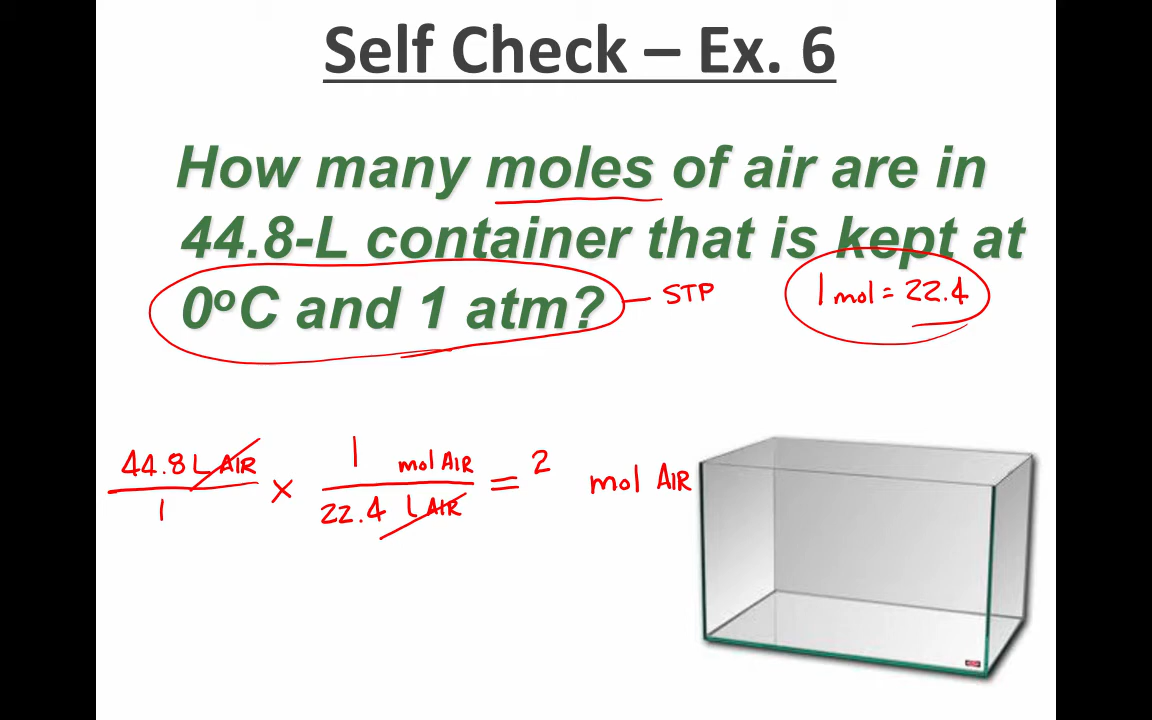 Self Check – Ex. 6
How many moles of air are in
44.8-L container that is kept at
0°C and 1 atm?
STP
1 mol = 22.4
44.8 L AIR / 1 × 1 mol AIR / 22.4 L AIR = 2 mol AIR